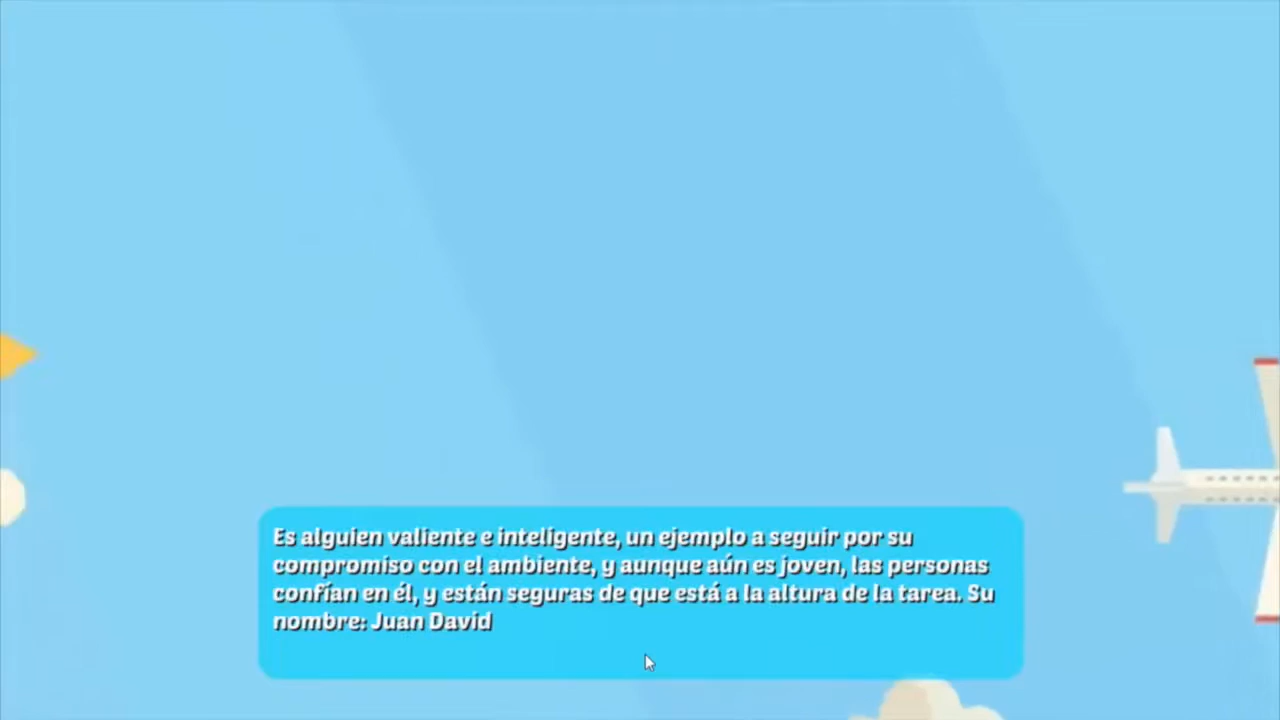 Es alguien valiente e inteligente, un ejemplo a seguir por su
compromiso con el ambiente, y aunque aún es joven, las personas
confían en él, y están seguras de que está a la altura de la tarea. Su
nombre: Juan David